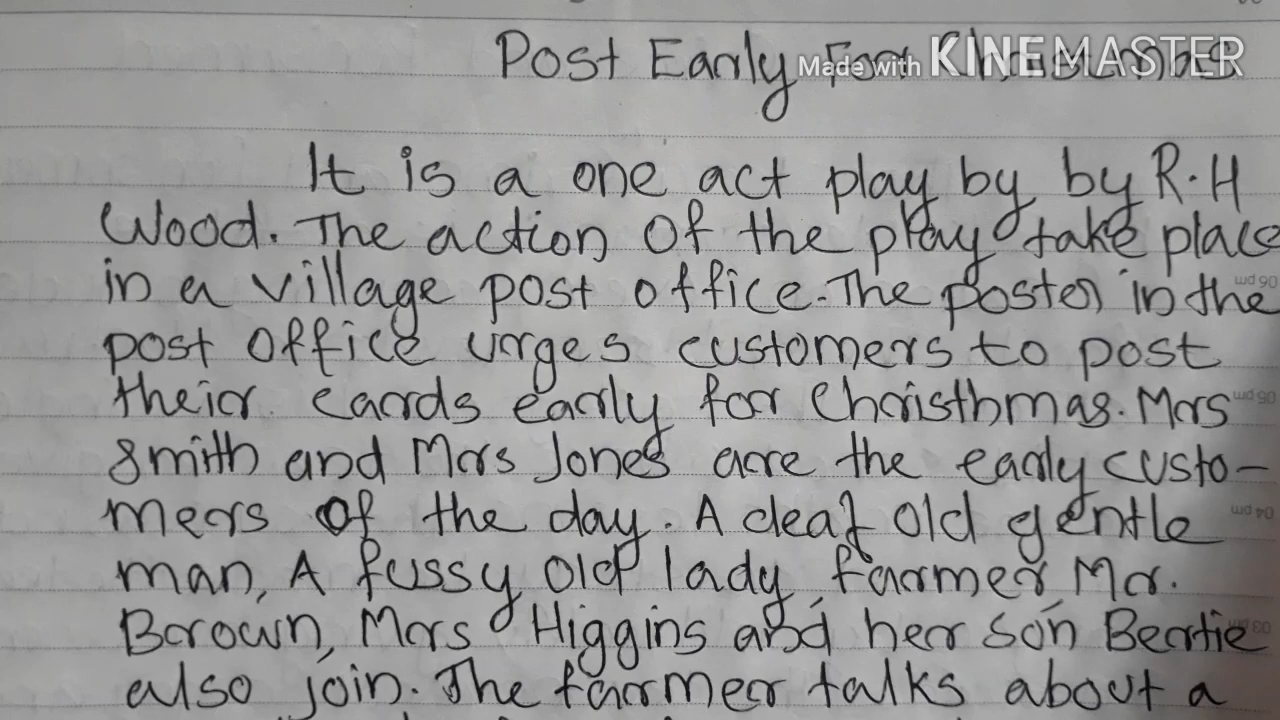 Post Early For Christmas
Made with KINEMASTER
It is a one act play by by R.H
Wood. The action of the play take place
in a village post office. The poster in the
post office urges customers to post
their cards early for Christhmas. Mrs
Smith and Mrs Jones are the early custo-
mers of the day. A deaf old gentle
man, A fussy old lady, farmer, Mr.
Brown, Mrs Higgins and her son Bertie
also join. The farmer talks about a